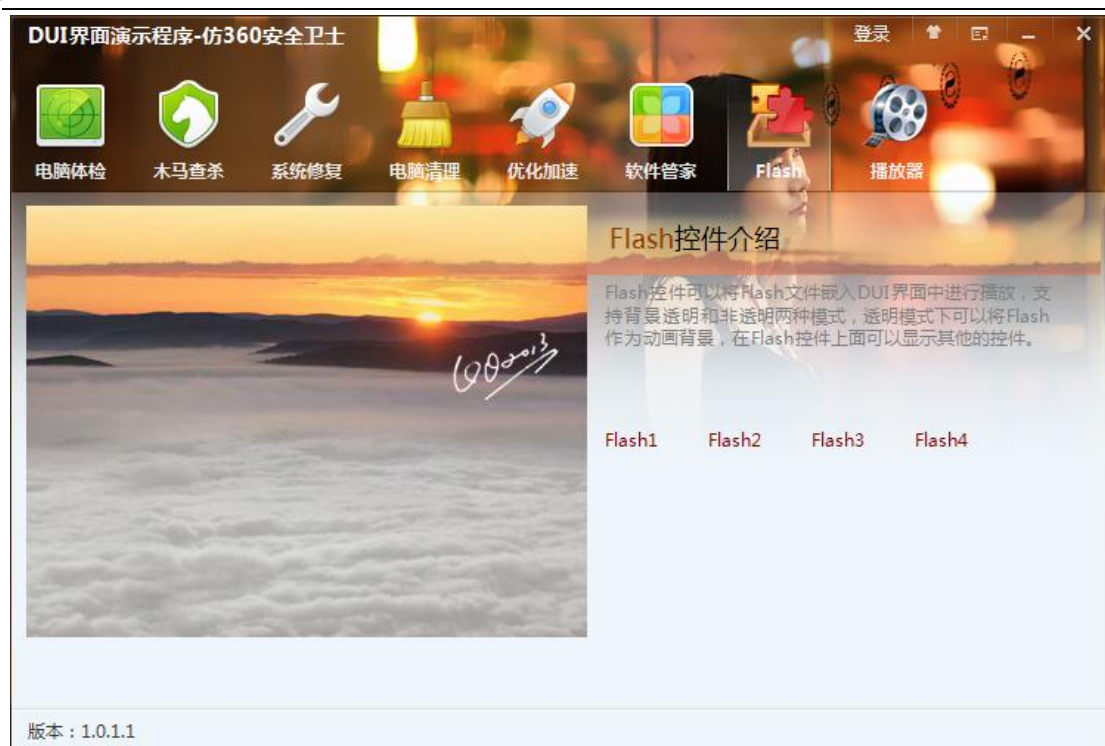 DUI界面演示程序-仿360安全卫士
登录
电脑体检 木马查杀 系统修复 电脑清理 优化加速 软件管家 Flash 播放器
Flash控件介绍
Flash控件可以将Flash文件嵌入DUI界面中进行播放，支
持背景透明和非透明两种模式，透明模式下可以将Flash
作为动画背景，在Flash控件上面可以显示其他的控件。
Flash1 Flash2 Flash3 Flash4
版本：1.0.1.1